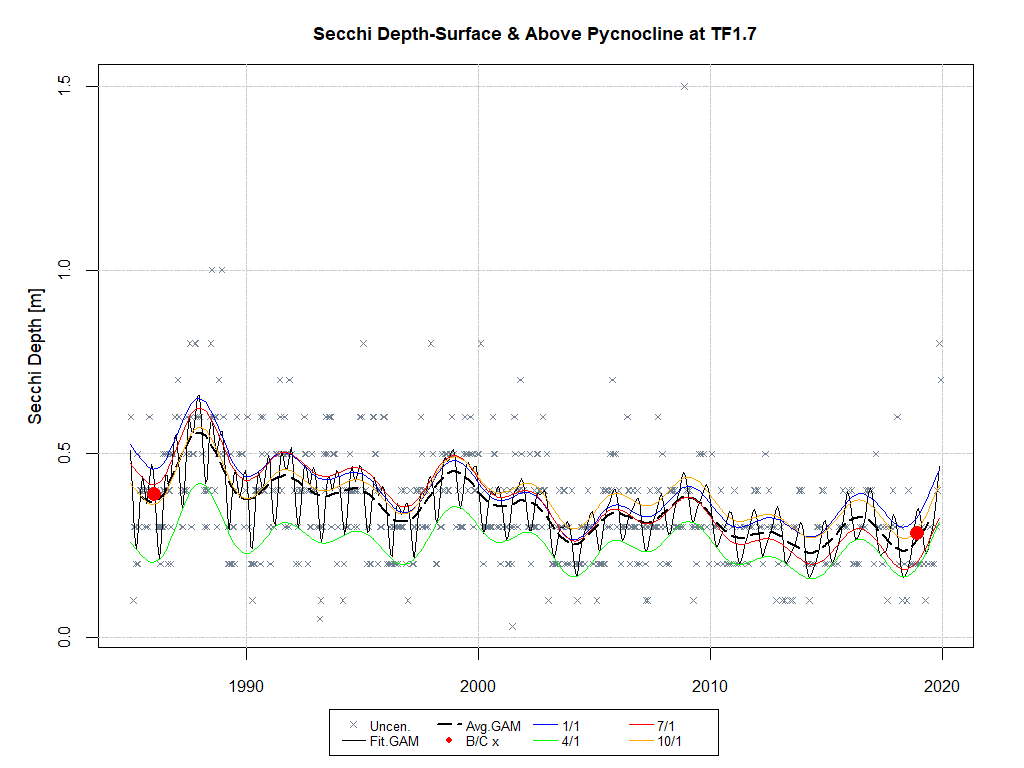 Secchi Depth-Surface & Above Pycnocline at TF1.7
Secchi Depth [m]
1.5
1.0
0.5
0.0
1990 2000 2010 2020
Uncen. Avg.GAM 1/1 7/1
Fit.GAM B/C x 4/1 10/1